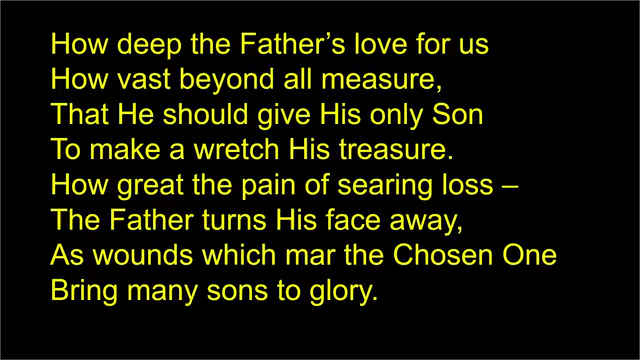 How deep the Father’s love for us
How vast beyond all measure,
That He should give His only Son
To make a wretch His treasure.
How great the pain of searing loss –
The Father turns His face away,
As wounds which mar the Chosen One
Bring many sons to glory.